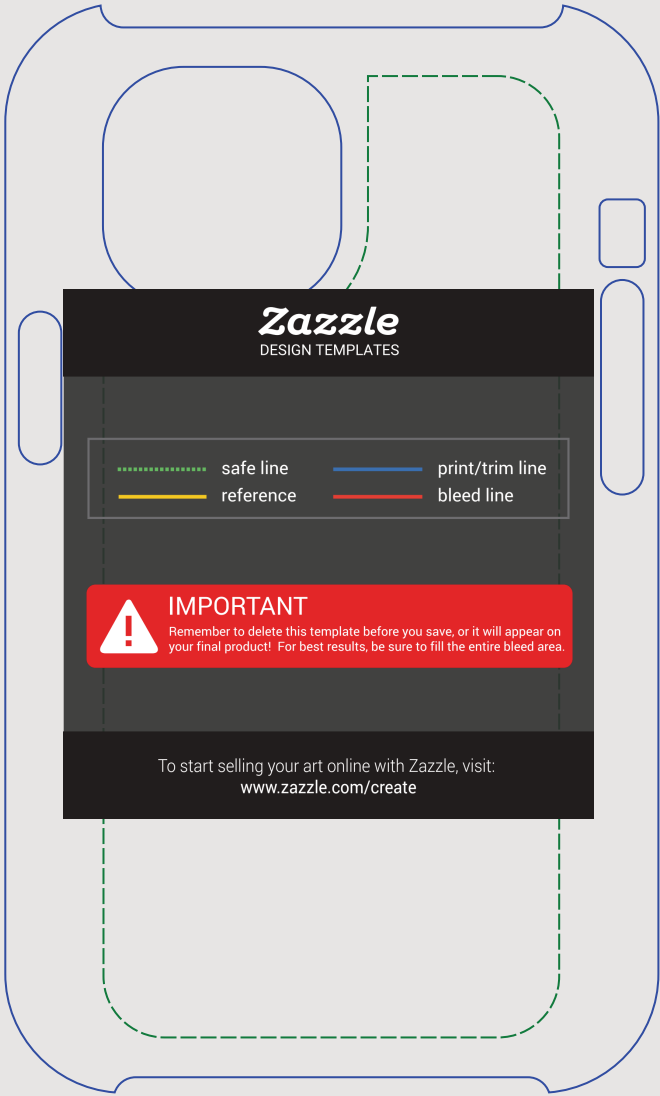 Zazzle
DESIGN TEMPLATES
safe line
print/trim line
reference
bleed line
IMPORTANT
Remember to delete this template before you save, or it will appear on
your final product!  For best results, be sure to fill the entire bleed area.
To start selling your art online with Zazzle, visit:
www.zazzle.com/create